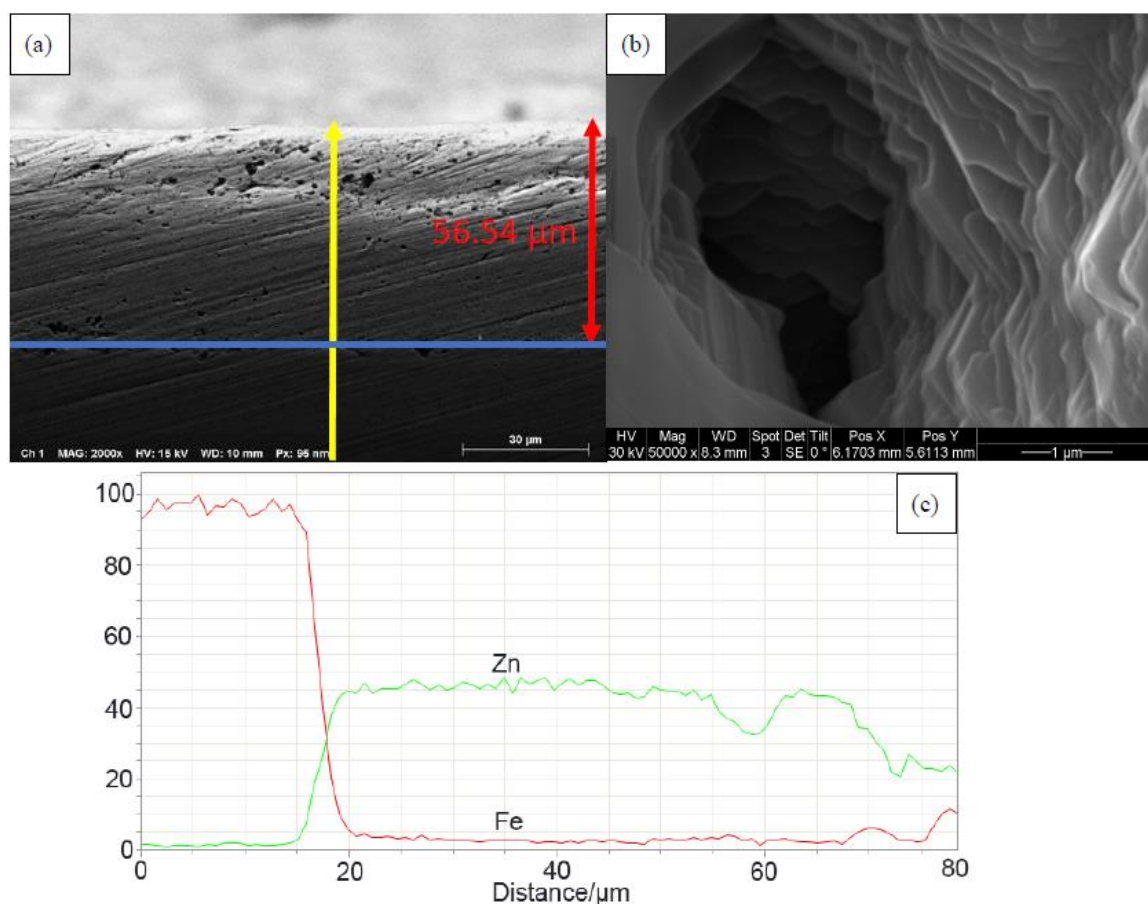 (a)
56.54 μm
30 μm
Ch 1 MAG: 2000x HV: 15 kV WD: 10 mm Px: 95 nm
(b)
HV Mag WD Spot Det Tilt Pos X Pos Y
30 kV 50000 x 8.3 mm 3 SE 0 ° 6.1703 mm 5.6113 mm 1 μm
(c)
100
80
60
40
20
0
Zn
Fe
0 20 40 60 80
Distance/μm